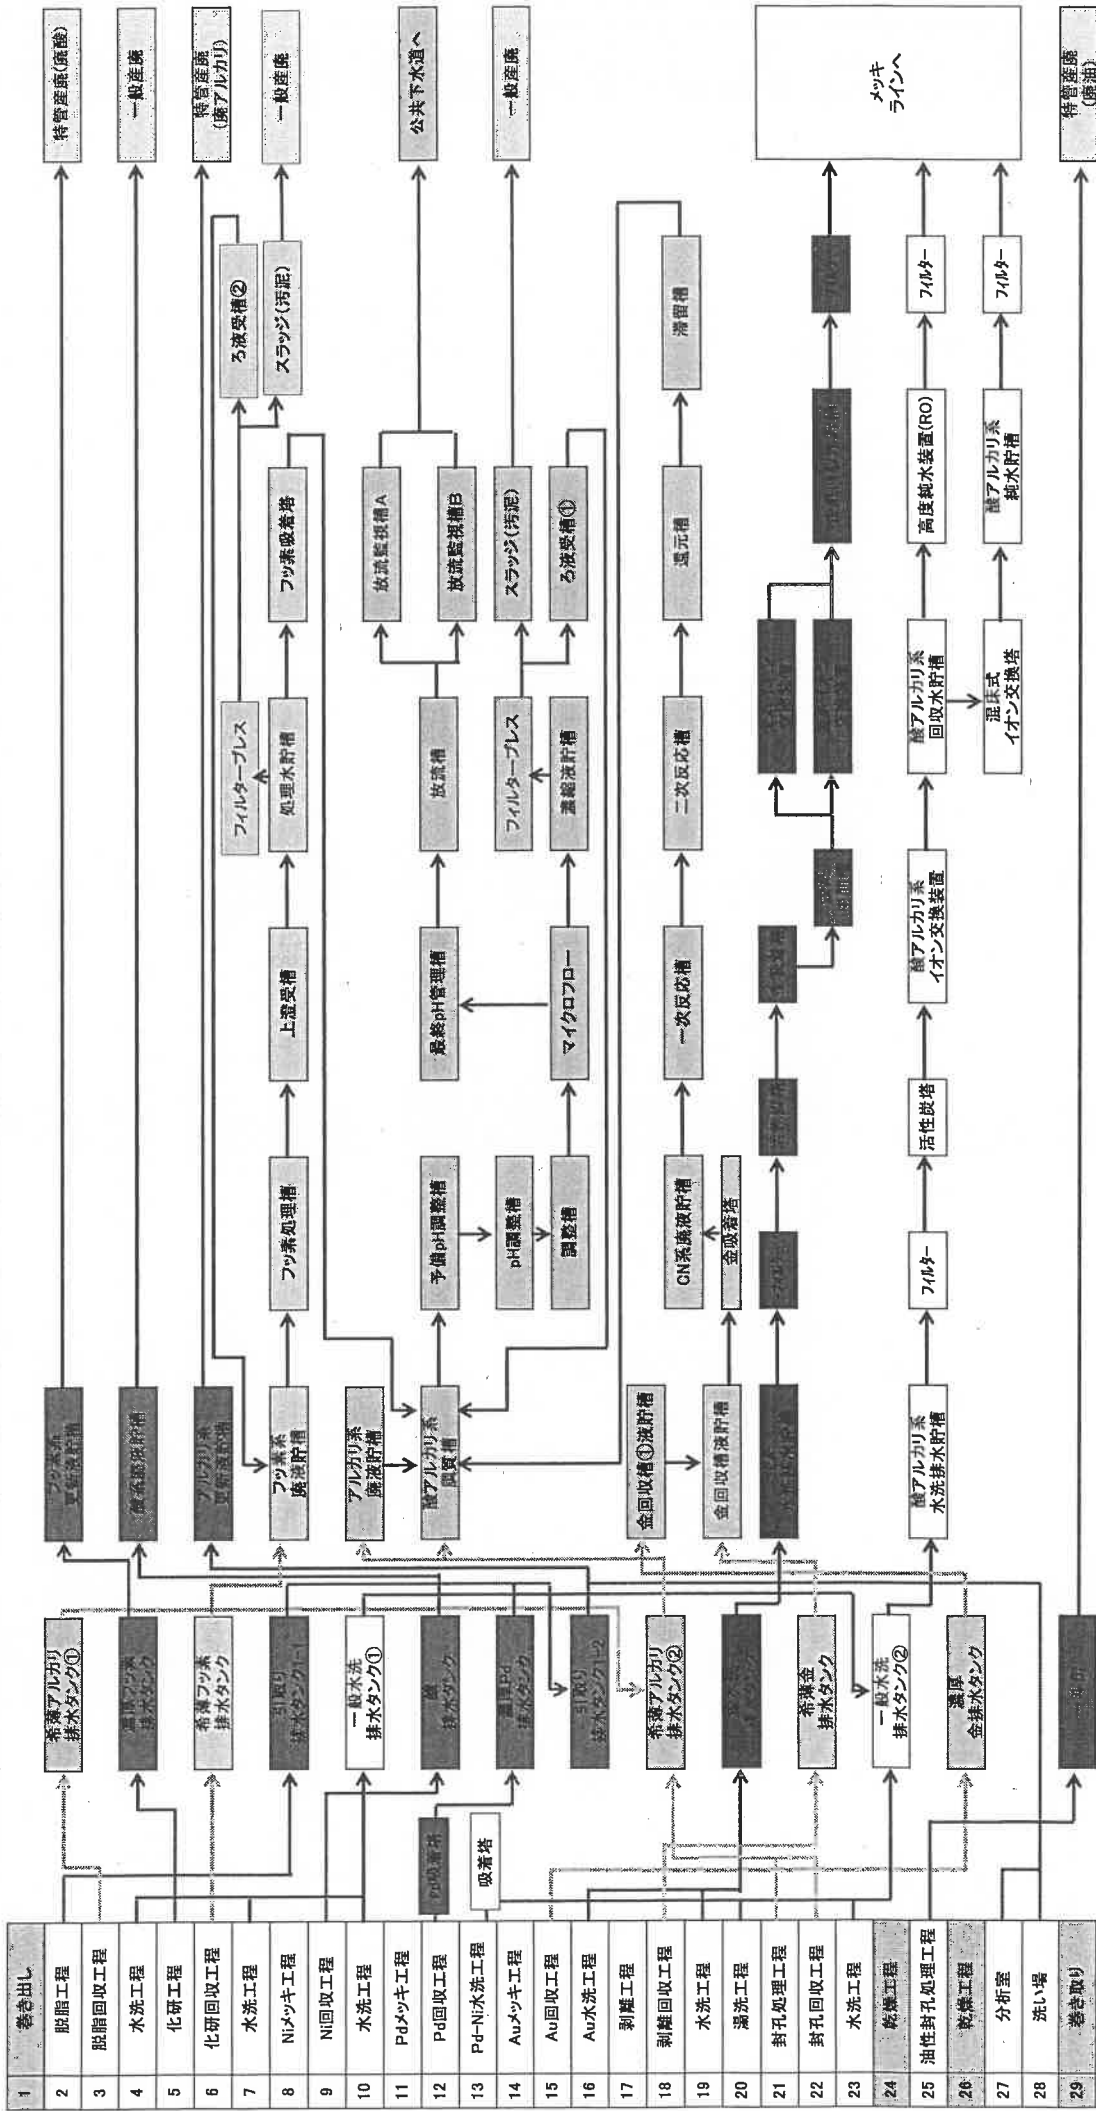 1 巻き出し
2 脱脂工程
3 脱脂回収工程
4 水洗工程
5 化研工程
6 化研回収工程
7 水洗工程
8 Niメッキ工程
9 Ni回収工程
10 水洗工程
11 Pdメッキ工程
12 Pd回収工程
13 Pd-Ni水洗工程
14 Auメッキ工程
15 Au回収工程
16 Au水洗工程
17 剥離工程
18 剥離回収工程
19 水洗工程
20 湯洗工程
21 封孔処理工程
22 封孔回収工程
23 水洗工程
24 乾燥工程
25 油性封孔処理工程
26 乾燥工程
27 分析室
28 洗い場
29 巻き取り
Pd吸着塔
吸着塔
希薄アルカリ
排水タンク①
濃厚フッ素
排水タンク
希薄フッ素
排水タンク
引取り
排水タンク1-1
一般水洗
排水タンク①
酸
排水タンク
濃厚Pd
排水タンク
引取り
排水タンク1-2
希薄アルカリ
排水タンク②
希薄金
排水タンク
一般水洗
排水タンク②
濃厚
金排水タンク
フッ素系
更新液貯槽
酸系廃液貯槽
アルカリ系
更新液貯槽
フッ素系
廃液貯槽
アルカリ系
廃液貯槽
酸アルカリ系
調質槽
金回収槽①液貯槽
金回収槽液貯槽
酸アルカリ系
水洗排水貯槽
フッ素処理槽
予備pH調整槽
pH調整槽
調整槽
CN系廃液貯槽
金吸着塔
フィルター
フィルター
上澄受槽
最終pH管理槽
マイクロフロー
一次反応槽
活性炭塔
フィルタープレス
処理水貯槽
放流槽
フィルタープレス
濃縮液貯槽
二次反応槽
酸アルカリ系
イオン交換装置
フッ素吸着塔
放流監視槽A
放流監視槽B
スラッジ(汚泥)
ろ液受槽①
還元槽
酸アルカリ系
回収水貯槽
混床式
イオン交換塔
ろ液受槽②
スラッジ(汚泥)
滞留槽
高度純水装置(RO)
酸アルカリ系
純水貯槽
フィルター
フィルター
フィルター
特管産廃(廃酸)
一般産廃
特管産廃
(廃アルカリ)
一般産廃
公共下水道へ
一般産廃
メッキ
ラインへ
特管産廃
(廃油)